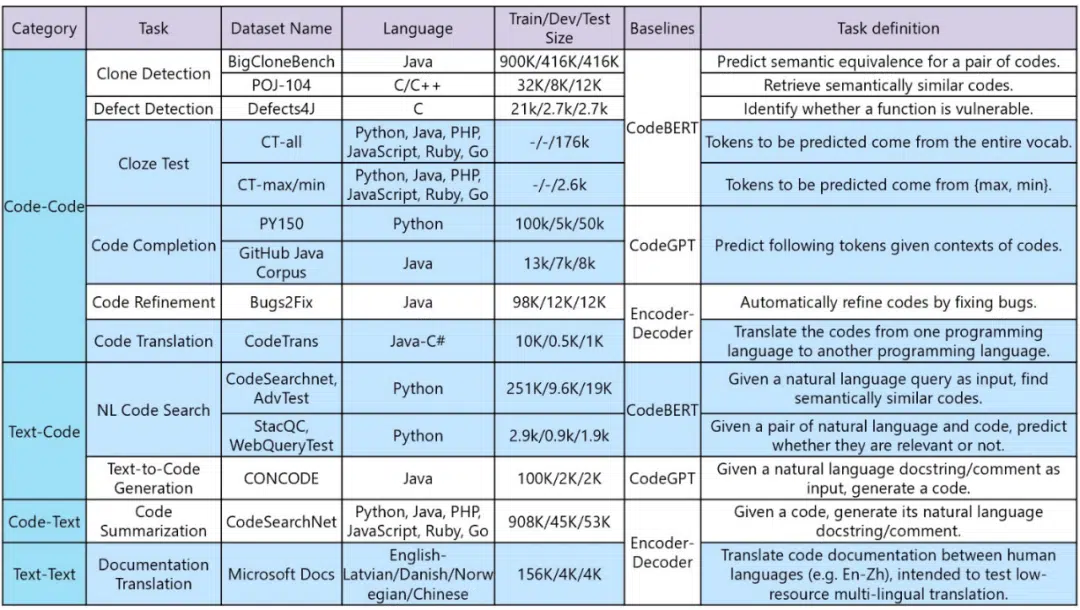 Category Task Dataset Name Language Train/Dev/Test Size Baselines Task definition
Code-Code
Clone Detection
BigCloneBench Java 900K/416K/416K
CodeBERT
Predict semantic equivalence for a pair of codes.
POJ-104 C/C++ 32K/8K/12K Retrieve semantically similar codes.
Defect Detection Defects4J C 21k/2.7k/2.7k Identify whether a function is vulnerable.
Cloze Test
CT-all
Python, Java, PHP,
JavaScript, Ruby, Go
-/-/176k
Tokens to be predicted come from the entire vocab.
CT-max/min
Python, Java, PHP,
JavaScript, Ruby, Go
-/-/2.6k
Tokens to be predicted come from {max, min}.
Code Completion
PY150 Python 100k/5k/50k
CodeGPT
Predict following tokens given contexts of codes.
GitHub Java
Corpus
Java 13k/7k/8k
Code Refinement Bugs2Fix Java 98K/12K/12K
Encoder-
Decoder
Automatically refine codes by fixing bugs.
Code Translation CodeTrans Java-C# 10K/0.5K/1K
Translate the codes from one programming
language to another programming language.
Text-Code
NL Code Search
CodeSearchnet,
AdvTest
Python 251K/9.6K/19K
CodeBERT
Given a natural language query as input, find
semantically similar codes.
StacQC,
WebQueryTest
Python 2.9k/0.9k/1.9k
Given a pair of natural language and code, predict
whether they are relevant or not.
Text-to-Code
Generation
CONCODE Java 100K/2K/2K CodeGPT
Given a natural language docstring/comment as
input, generate a code.
Code-Text
Code
Summarization
CodeSearchNet
Python, Java, PHP,
JavaScript, Ruby, Go
908K/45K/53K
Encoder-
Decoder
Given a code, generate its natural language
docstring/comment.
Text-Text
Documentation
Translation
Microsoft Docs
English-
Latvian/Danish/Norw
egian/Chinese
156K/4K/4K
Translate code documentation between human
languages (e.g. En-Zh), intended to test low-
resource multi-lingual translation.